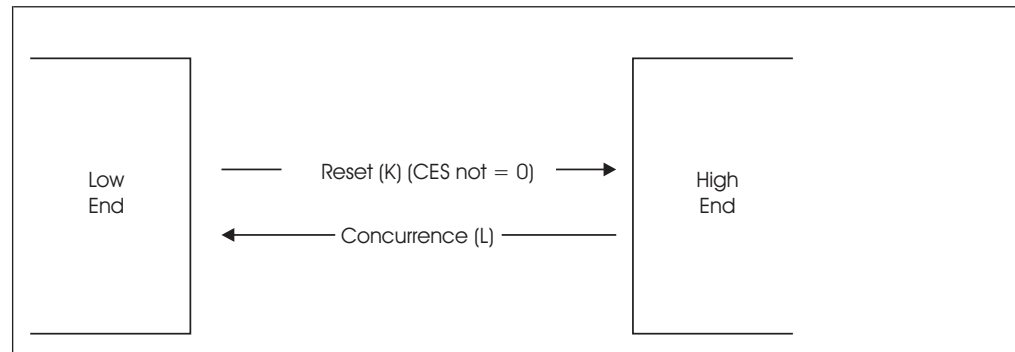 Low
End
Reset (K) (CES not = 0)
Concurrence (L)
High
End